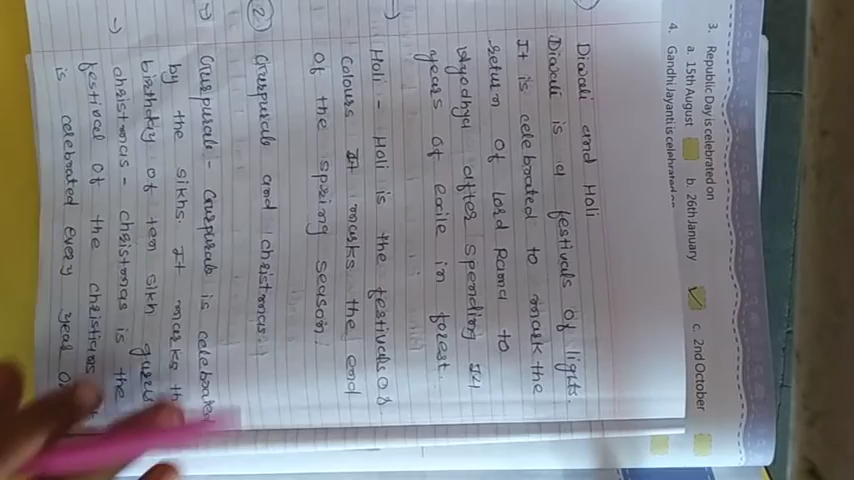 3. Republic Day is celebrated on
a. 15th August b. 26th January c. 2nd October
4. Gandhi Jayanti is celebrated on
Diwali and Holi
Diwali is a festivals of lights.
It is celebrated to mark the
return of lord Rama to
Ayodhya after spending 14
years of exile in forest.
Holi - Holi is the festivals of
colours It marks the end
of the spring season.
2 Gurpurab and christmas.
Gurpurab - Gurpurab is celebrated
by the sikhs. It marks th
birthday of ten sikh gurus
christmas - christmas is the
festival of the christians
is celebrated every year